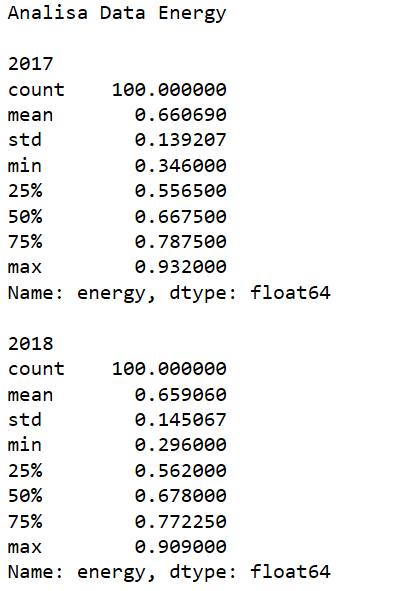 Analisa Data Energy

2017
count    100.000000
mean       0.660690
std        0.139207
min        0.346000
25%        0.556500
50%        0.667500
75%        0.787500
max        0.932000
Name: energy, dtype: float64

2018
count    100.000000
mean       0.659060
std        0.145067
min        0.296000
25%        0.562000
50%        0.678000
75%        0.772250
max        0.909000
Name: energy, dtype: float64